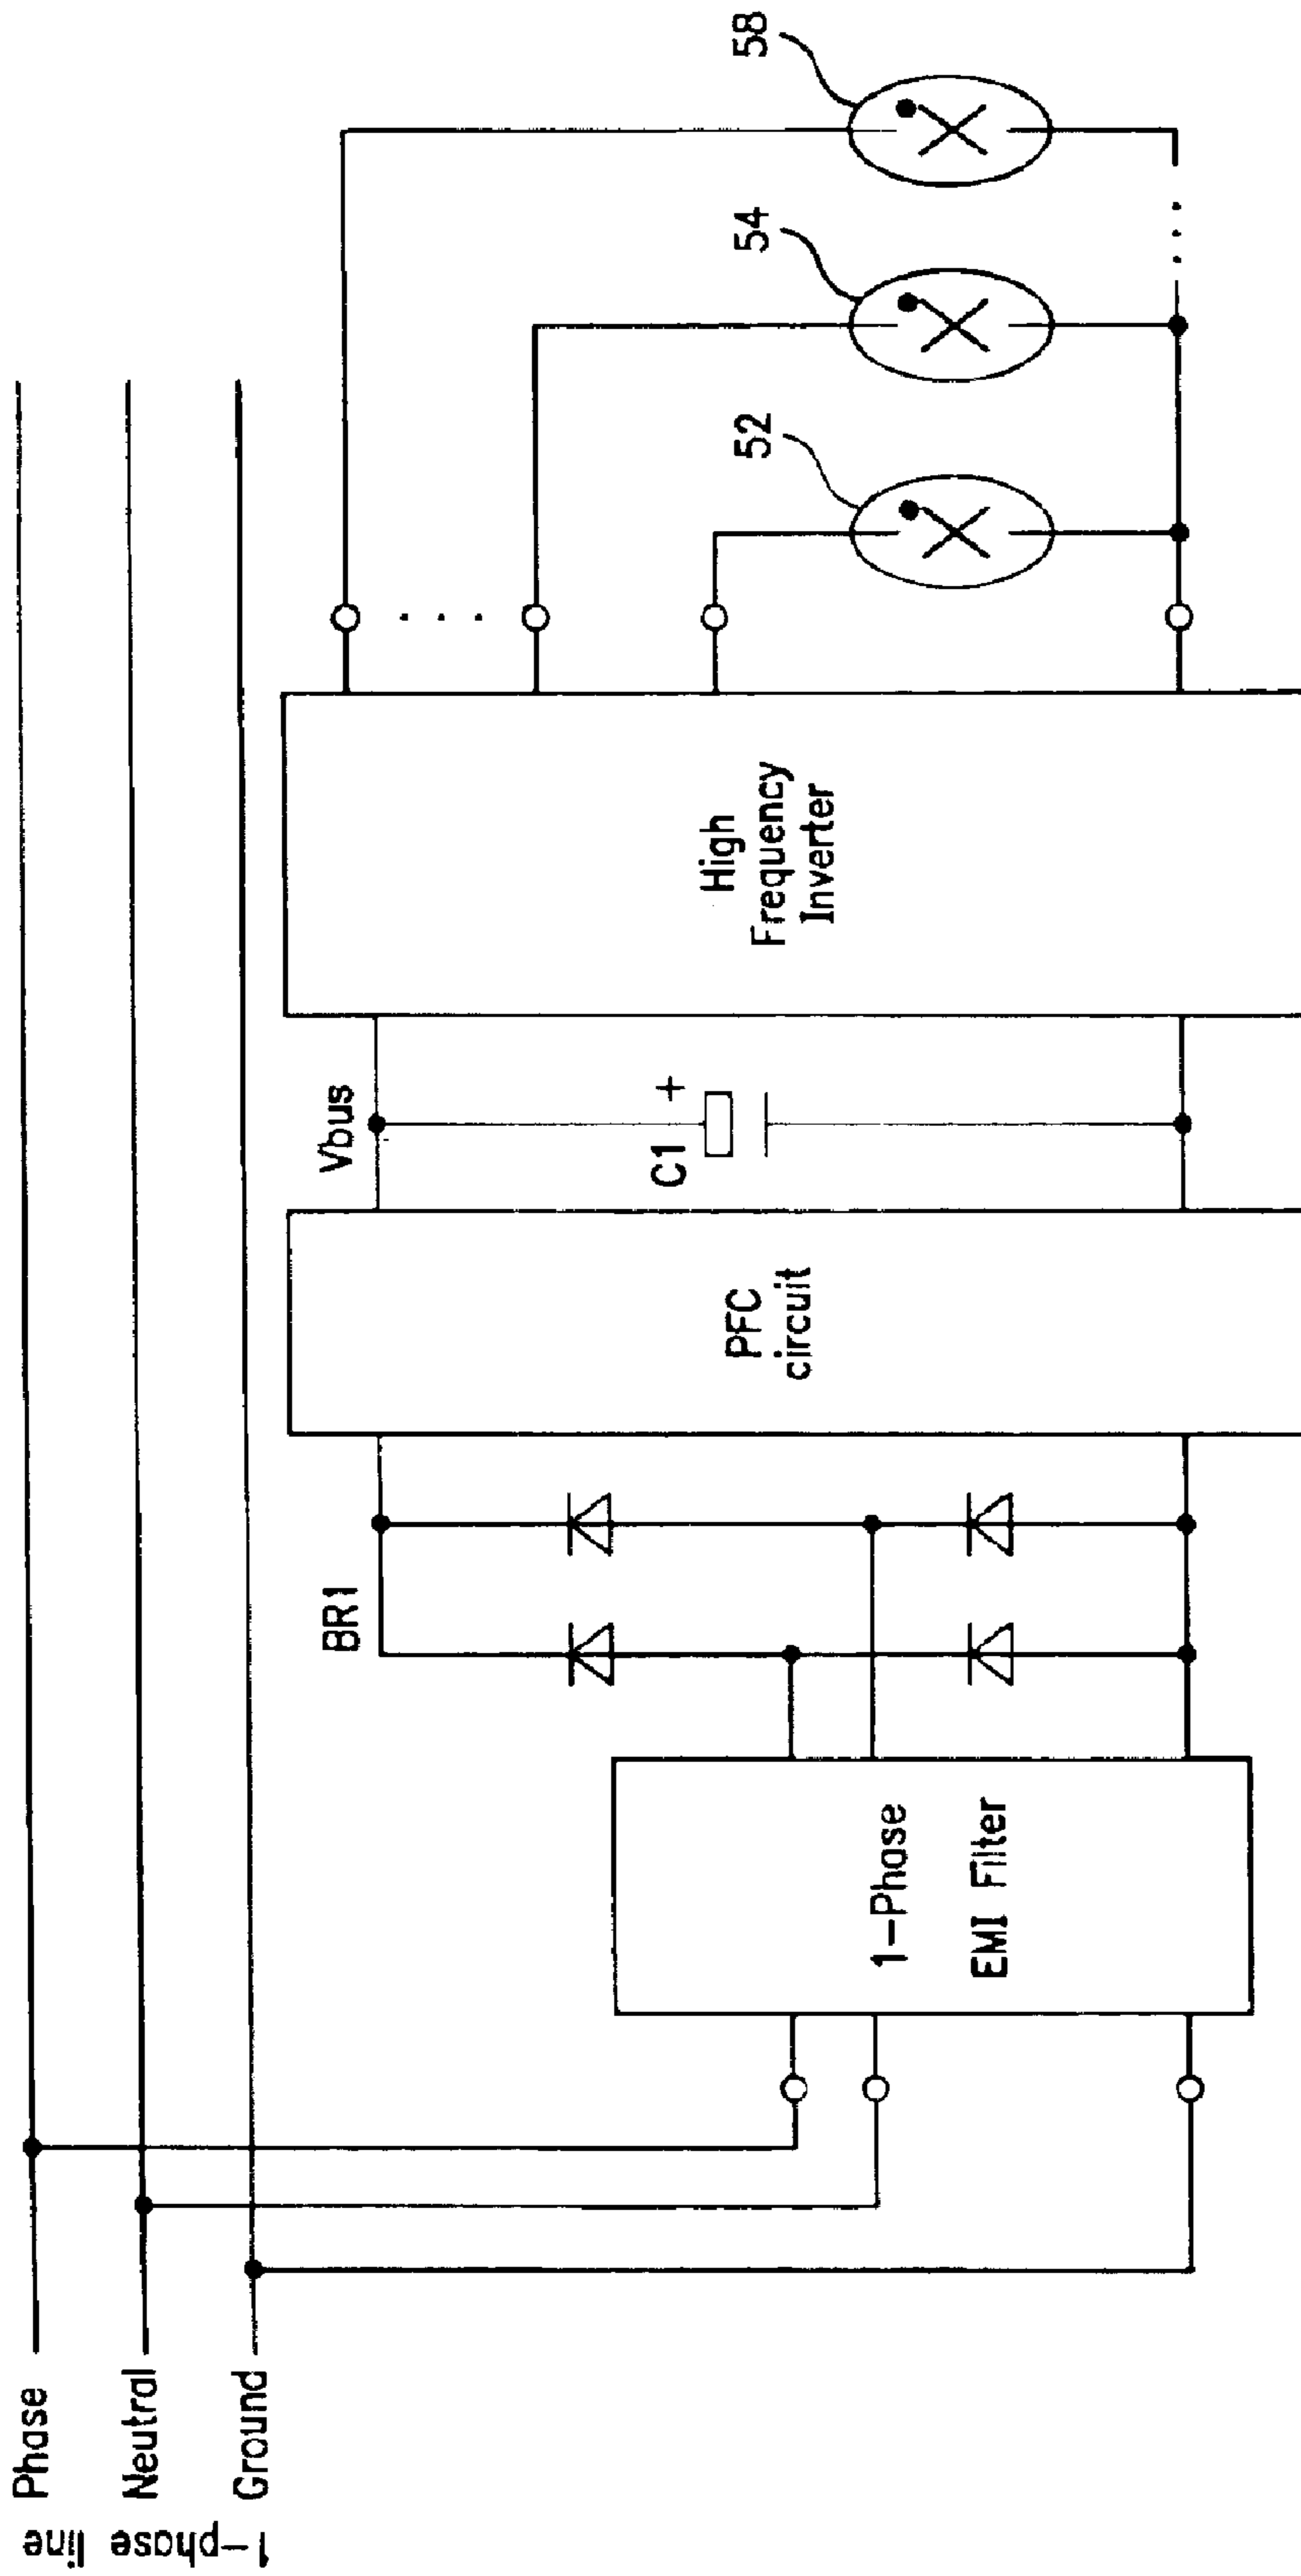 1-phase line
Phase
Neutral
Ground
1-Phase
EMI Filter
BR1
PFC
circuit
Vbus
C1
+
High
Frequency
Inverter
52
54
58